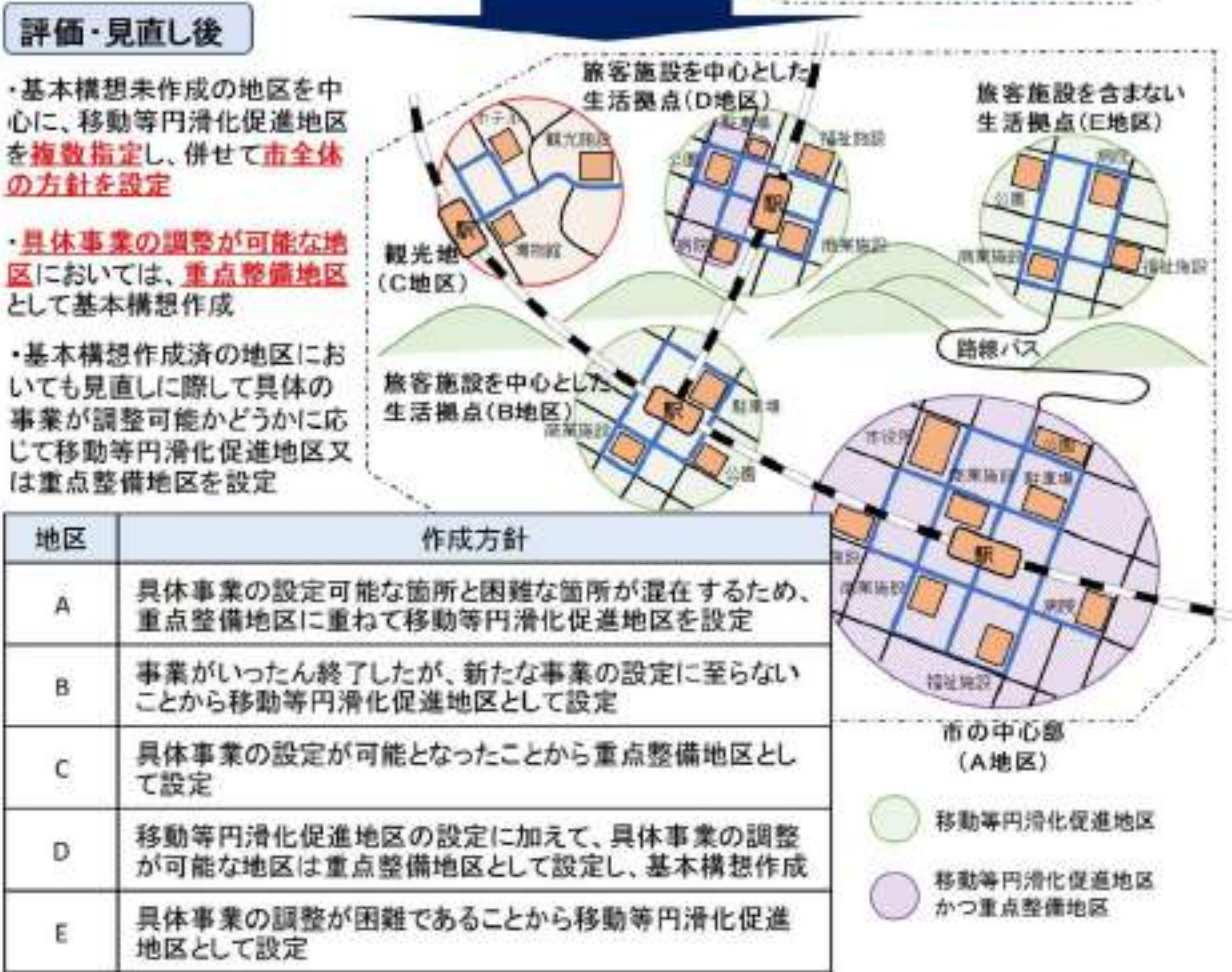 評価・見直し後
・基本構想未作成の地区を中
心に、移動等円滑化促進地区
を複数指定し、併せて市全体
の方針を設定
・具体事業の調整が可能な地
区においては、重点整備地区
として基本構想作成
・基本構想作成済の地区にお
いても見直しに際して具体の
事業が調整可能かどうかに応
じて移動等円滑化促進地区又
は重点整備地区を設定
旅客施設を中心とした
生活拠点(D地区)
旅客施設を含まない
生活拠点(E地区)
ホテル
観光施設
駅
博物館
観光地
(C地区)
駐車場
福祉施設
公園
駅
病院
商業施設
病院
公園
商業施設
福祉施設
路線バス
旅客施設を中心とした
生活拠点(B地区)
駅
駐車場
商業施設
公園
市役所
公園
商業施設
駐車場
駅
商業施設
病院
福祉施設
市の中心部
(A地区)
地区 作成方針
A 具体事業の設定可能な箇所と困難な箇所が混在するため、
重点整備地区に重ねて移動等円滑化促進地区を設定
B 事業がいったん終了したが、新たな事業の設定に至らない
ことから移動等円滑化促進地区として設定
C 具体事業の設定が可能となったことから重点整備地区とし
て設定
D 移動等円滑化促進地区の設定に加えて、具体事業の調整
が可能な地区は重点整備地区として設定し、基本構想作成
E 具体事業の調整が困難であることから移動等円滑化促進
地区として設定
移動等円滑化促進地区
移動等円滑化促進地区
かつ重点整備地区